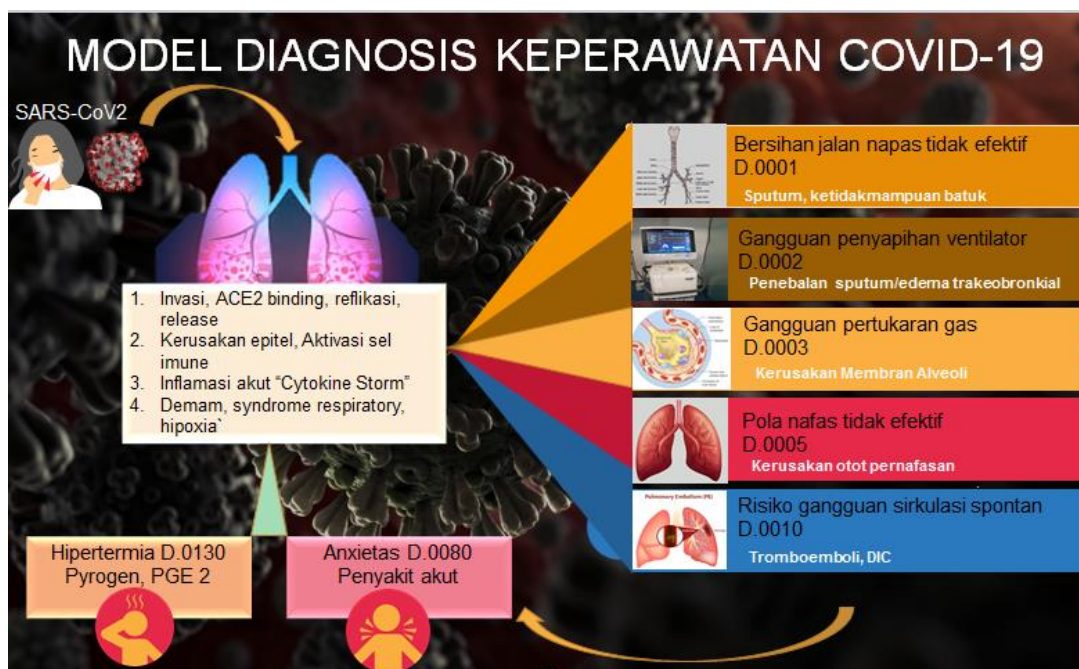 MODEL DIAGNOSIS KEPERAWATAN COVID-19
SARS-CoV2
1. Invasi, ACE2 binding, reflikasi,
release
2. Kerusakan epitel, Aktivasi sel
imune
3. Inflamasi akut “Cytokine Storm”
4. Demam, syndrome respiratory,
hipoxia`
Hipertermia D.0130
Pyrogen, PGE 2
Anxietas D.0080
Penyakit akut
Bersihan jalan napas tidak efektif
D.0001
Sputum, ketidakmampuan batuk
Gangguan penyapihan ventilator
D.0002
Penebalan sputum/edema trakeobronkial
Gangguan pertukaran gas
D.0003
Kerusakan Membran Alveoli
Pola nafas tidak efektif
D.0005
Kerusakan otot pernafasan
Pulmonary Embolism (PE)
Risiko gangguan sirkulasi spontan
D.0010
Tromboemboli, DIC